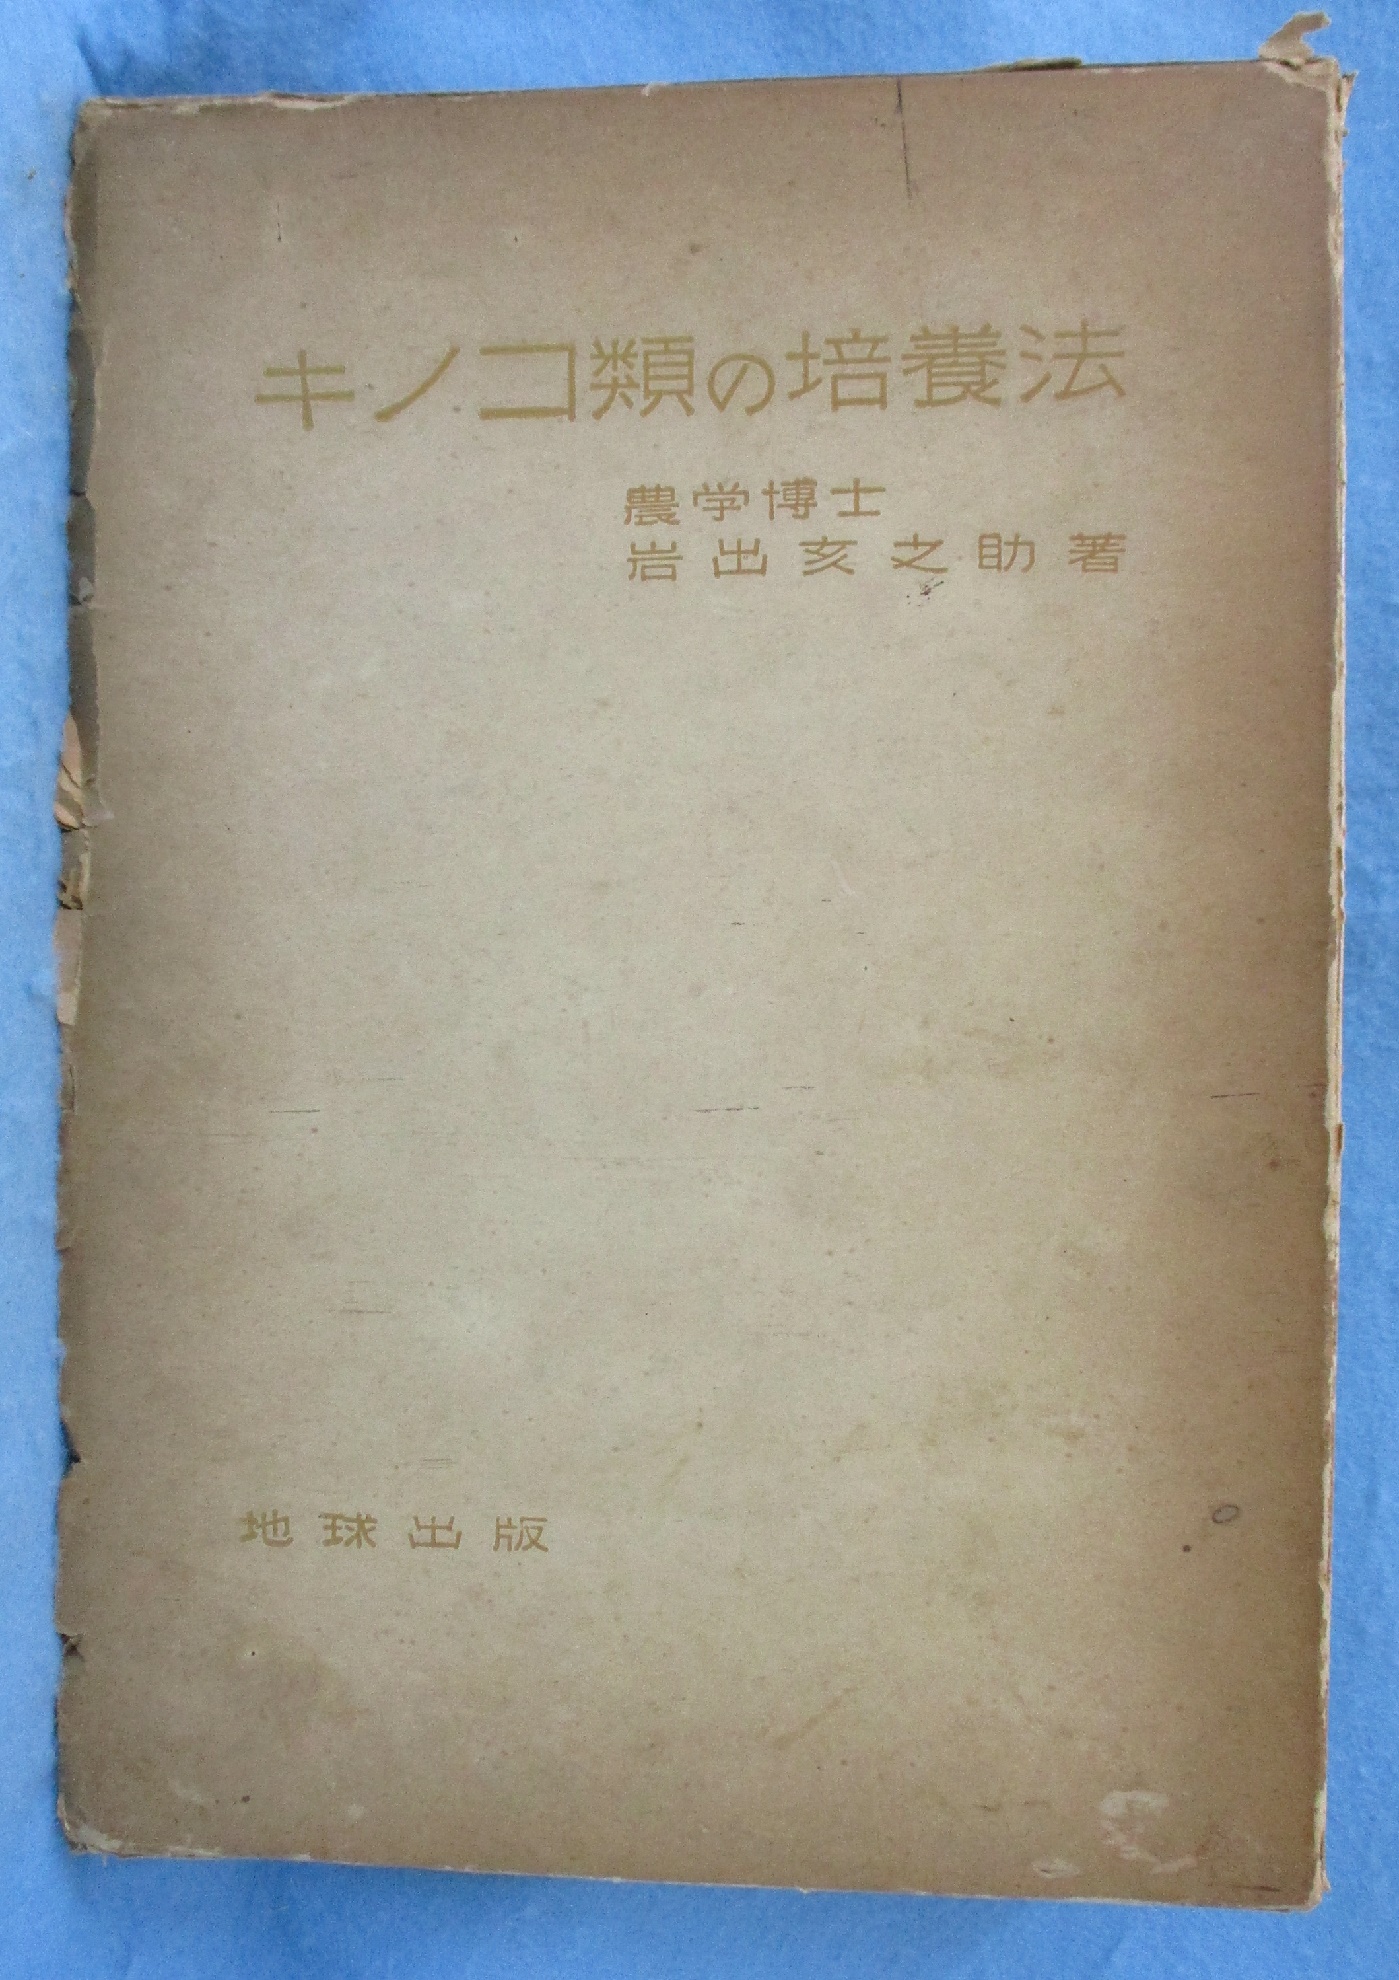 キノコ類の培養法
農学博士
岩出亥之助著
地球出版